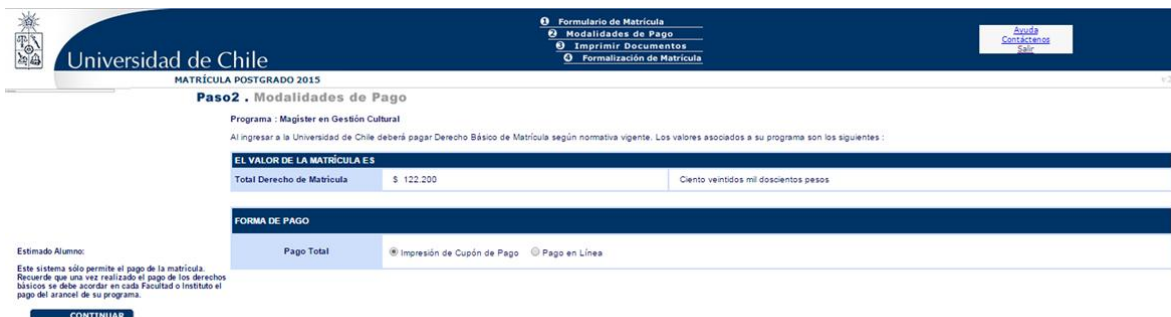 Universidad de Chile
1 Formulario de Matrícula
2 Modalidades de Pago
3 Imprimir Documentos
4 Formalización de Matrícula
Ayuda
Contáctenos
Salir
MATRÍCULA POSTGRADO 2015
Paso2 . Modalidades de Pago
Programa : Magister en Gestión Cultural
Al ingresar a la Universidad de Chile deberá pagar Derecho Básico de Matrícula según normativa vigente. Los valores asociados a su programa son los siguientes :
EL VALOR DE LA MATRÍCULA ES
Total Derecho de Matricula $ 122.200 Ciento veintidos mil doscientos pesos
FORMA DE PAGO
Pago Total Impresión de Cupón de Pago Pago en Línea
Estimado Alumno:
Este sistema sólo permite el pago de la matrícula.
Recuerde que una vez realizado el pago de los derechos
básicos se debe acordar en cada Facultad o Instituto el
pago del arancel de su programa.
CONTINUAR